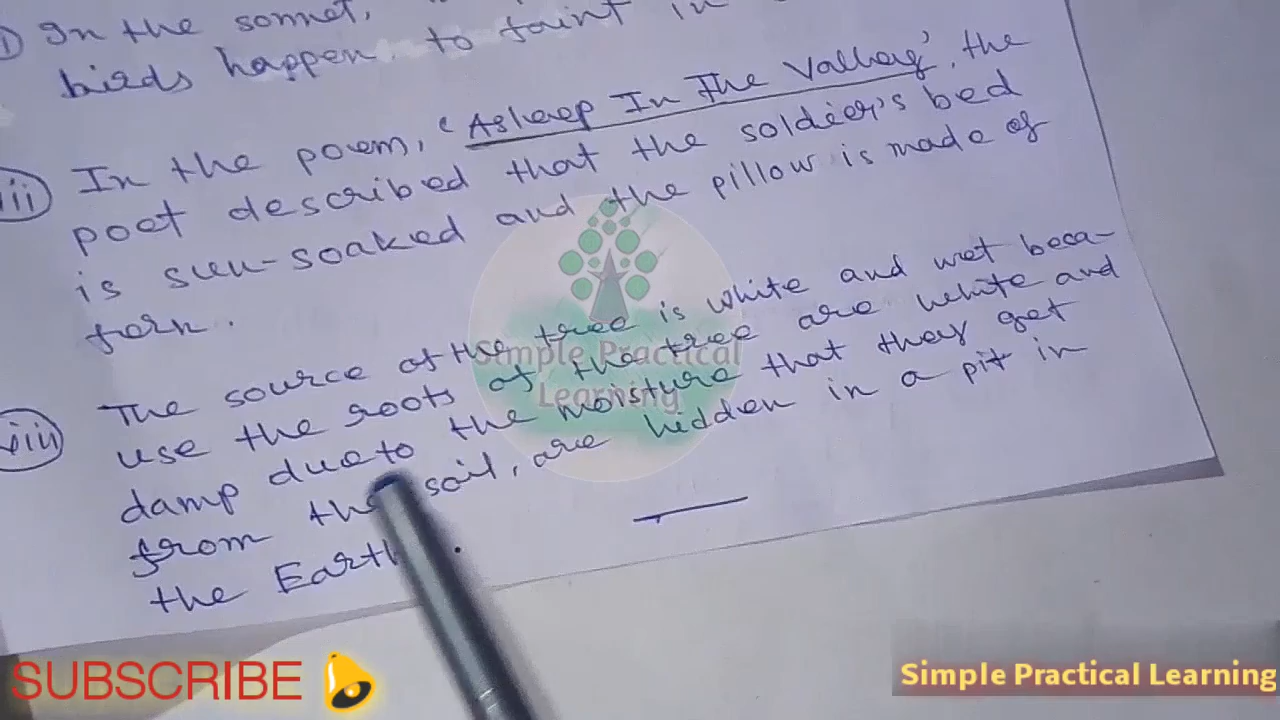 i) In the sonnet,
birds happen to faint in
iii) In the poem, 'Asleep In The Valley', the
poet described that the soldier's bed
is sun-soaked and the pillow is made of
fern.
viii) The source of the tree is white and wet beca-
use the roots of the tree are white and
damp due to the moisture that they get
from the soil, are hidden in a pit in
the Earth.
Simple Practical
Learning
SUBSCRIBE
Simple Practical Learning